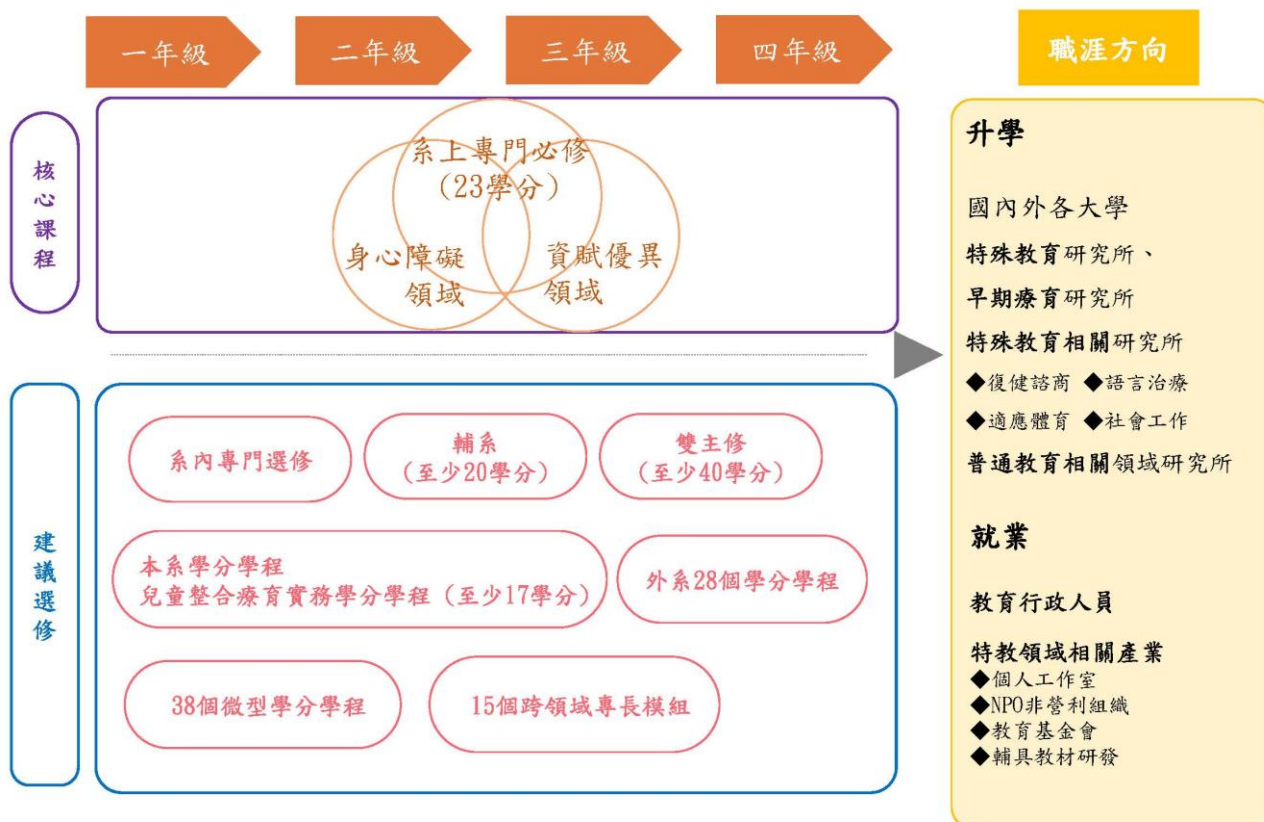 一年級
二年級
三年級
四年級
職涯方向
核心課程
系上專門必修
(23學分)
身心障礙
領域
資賦優異
領域
建議選修
系內專門選修
輔系
(至少20學分)
雙主修
(至少40學分)
本系學分學程
兒童整合療育實務學分學程(至少17學分)
外系28個學分學程
38個微型學分學程
15個跨領域專長模組
升學
國內外各大學
特殊教育研究所、
早期療育研究所
特殊教育相關研究所
◆復健諮商 ◆語言治療
◆適應體育 ◆社會工作
普通教育相關領域研究所
就業
教育行政人員
特教領域相關產業
◆個人工作室
◆NPO非營利組織
◆教育基金會
◆輔具教材研發